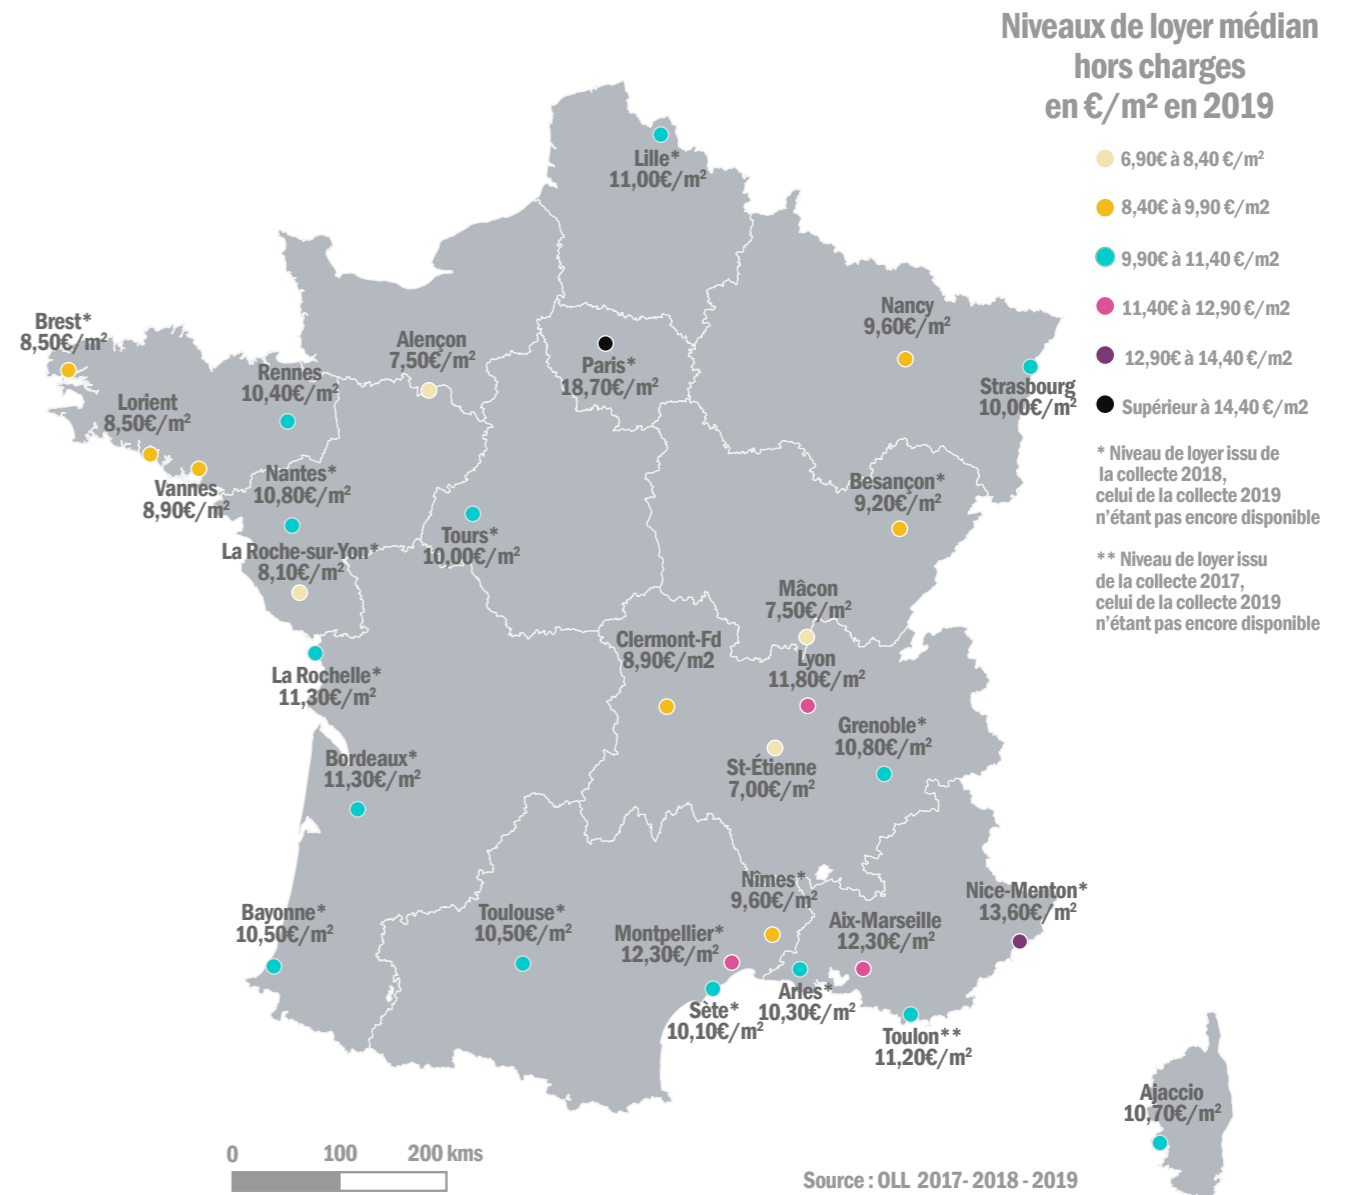 Niveaux de loyer médian
hors charges
en €/m² en 2019
6,90€ à 8,40 €/m²
8,40€ à 9,90 €/m2
9,90€ à 11,40 €/m2
11,40€ à 12,90 €/m2
12,90€ à 14,40 €/m2
Supérieur à 14,40 €/m2
* Niveau de loyer issu de
la collecte 2018,
celui de la collecte 2019
n'étant pas encore disponible
** Niveau de loyer issu
de la collecte 2017,
celui de la collecte 2019
n'étant pas encore disponible
Lille*
11,00€/m²
Brest*
8,50€/m²
Alençon
7,50€/m²
Paris*
18,70€/m²
Nancy
9,60€/m²
Rennes
10,40€/m²
Strasbourg
10,00€/m²
Lorient
8,50€/m²
Vannes
8,90€/m²
Nantes*
10,80€/m²
Besançon*
9,20€/m²
Tours*
10,00€/m²
La Roche-sur-Yon*
8,10€/m²
Mâcon
7,50€/m²
Clermont-Fd
8,90€/m2
Lyon
11,80€/m²
La Rochelle*
11,30€/m²
Grenoble*
10,80€/m²
Bordeaux*
11,30€/m²
St-Étienne
7,00€/m²
Nîmes*
9,60€/m²
Nice-Menton*
13,60€/m²
Bayonne*
10,50€/m²
Toulouse*
10,50€/m²
Montpellier*
12,30€/m²
Aix-Marseille
12,30€/m²
Arles*
10,30€/m²
Sète*
10,10€/m²
Toulon**
11,20€/m²
Ajaccio
10,70€/m²
0 100 200 kms
Source : OLL 2017- 2018 - 2019